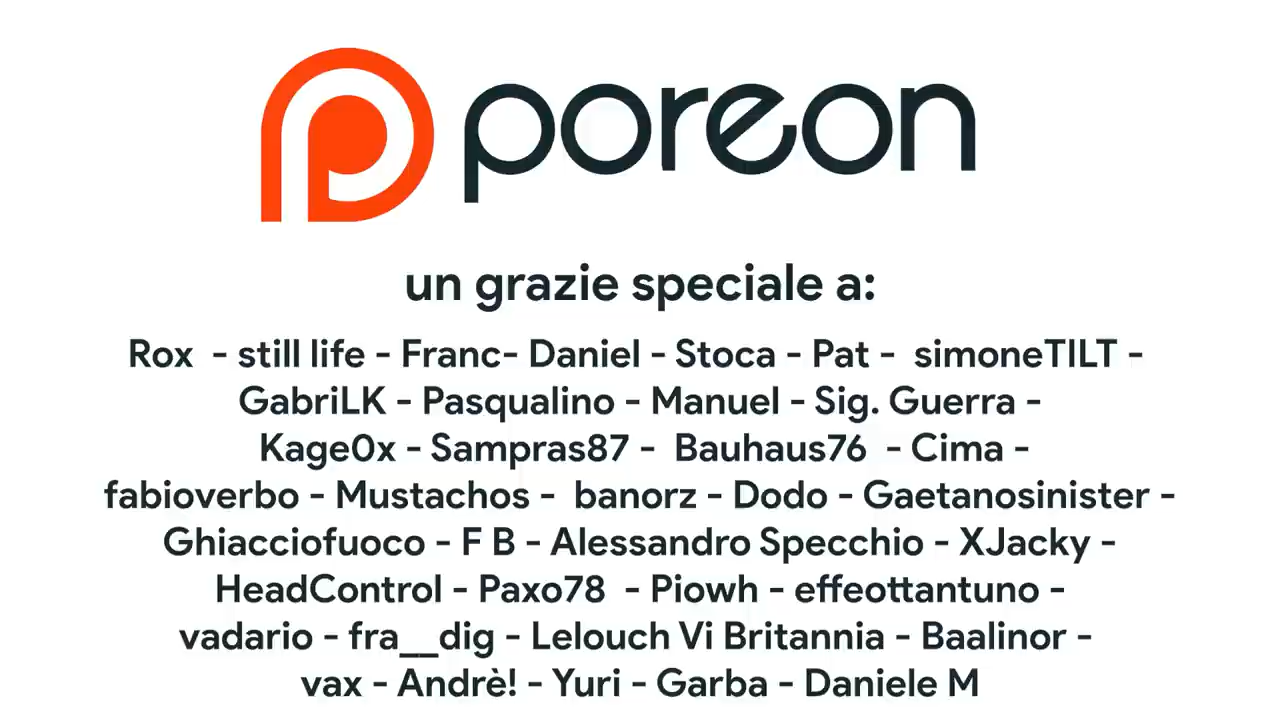 poreon
un grazie speciale a:
Rox - still life - Franc- Daniel - Stoca - Pat - simoneTILT -
GabriLK - Pasqualino - Manuel - Sig. Guerra -
Kage0x - Sampras87 - Bauhaus76 - Cima -
fabioverbo - Mustachos - banorz - Dodo - Gaetanosinister -
Ghiacciofuoco - F B - Alessandro Specchio - XJacky -
HeadControl - Paxo78 - Piowh - effeottantuno -
vadario - fra__dig - Lelouch Vi Britannia - Baalinor -
vax - Andrè! - Yuri - Garba - Daniele M